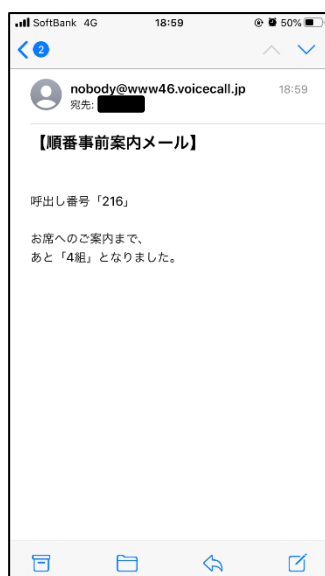 SoftBank 4G 18:59 50%
2
nobody@www46.voicecall.jp 18:59
宛先:
【順番事前案内メール】
呼出し番号「216」
お席へのご案内まで、
あと「4組」となりました。